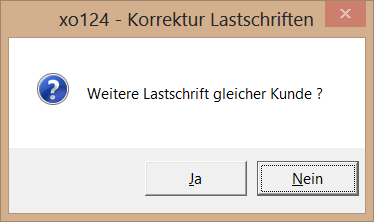 xo124 - Korrektur Lastschriften
Weitere Lastschrift gleicher Kunde ?
Ja
Nein